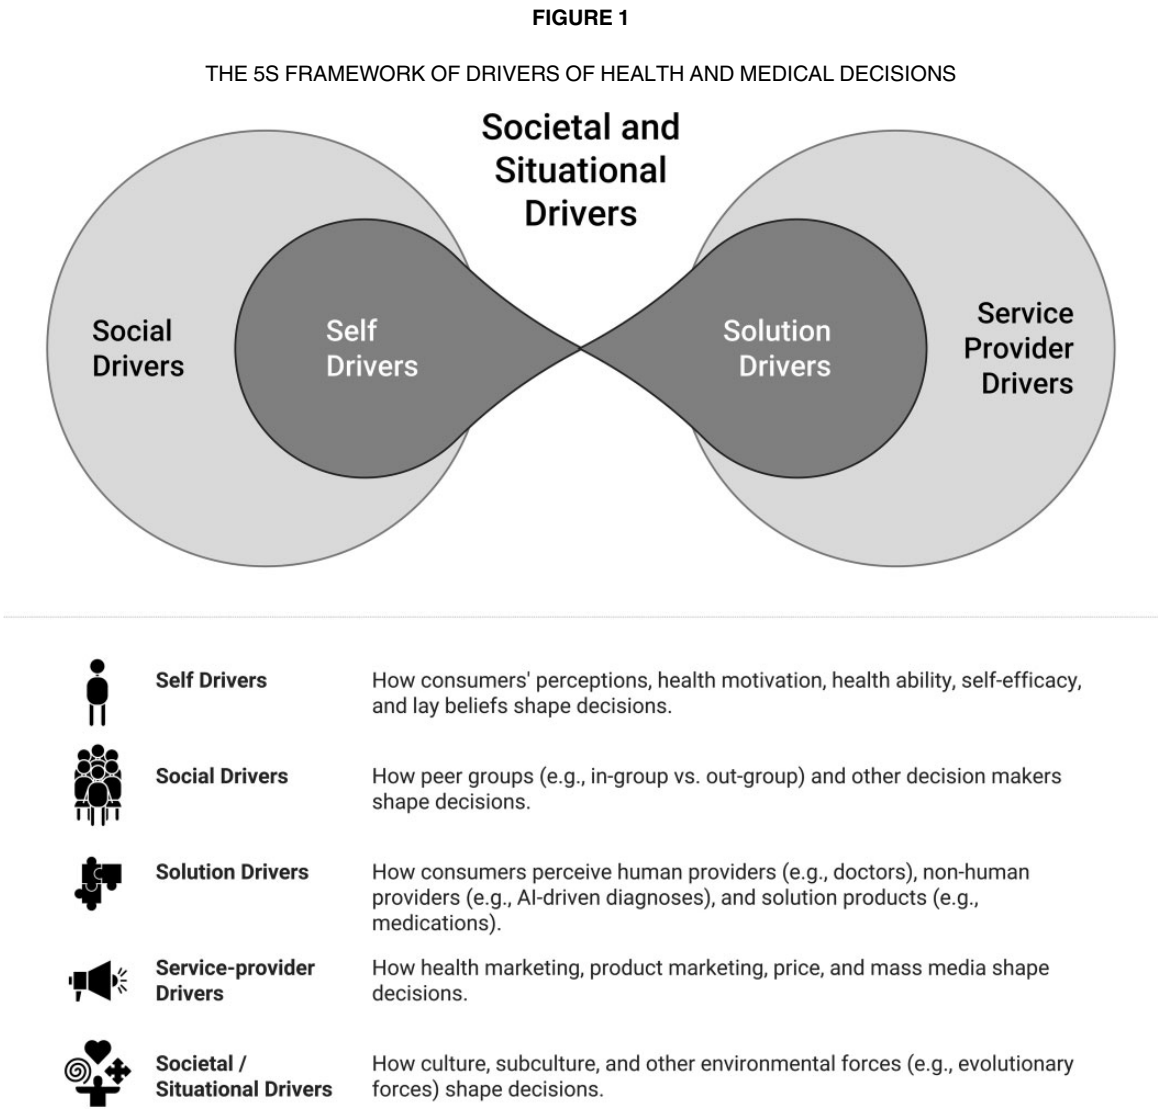 FIGURE 1
THE 5S FRAMEWORK OF DRIVERS OF HEALTH AND MEDICAL DECISIONS
Societal and
Situational
Drivers
Social
Drivers
Self
Drivers
Solution
Drivers
Service
Provider
Drivers
Self Drivers
How consumers' perceptions, health motivation, health ability, self-efficacy,
and lay beliefs shape decisions.
Social Drivers
How peer groups (e.g., in-group vs. out-group) and other decision makers
shape decisions.
Solution Drivers
How consumers perceive human providers (e.g., doctors), non-human
providers (e.g., AI-driven diagnoses), and solution products (e.g.,
medications).
Service-provider
Drivers
How health marketing, product marketing, price, and mass media shape
decisions.
Societal /
Situational Drivers
How culture, subculture, and other environmental forces (e.g., evolutionary
forces) shape decisions.